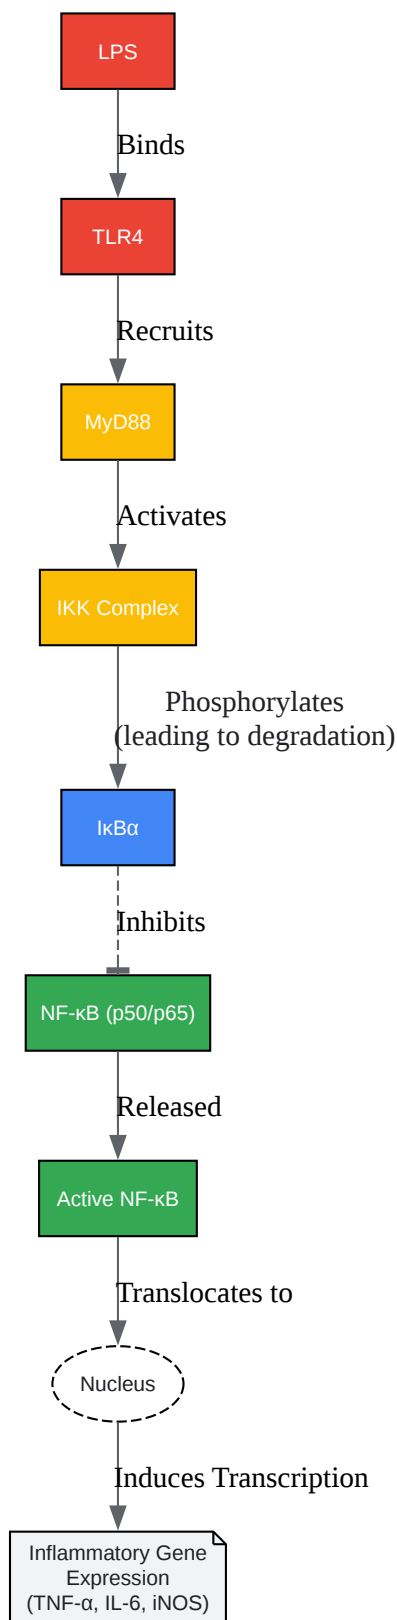 LPS
Binds
TLR4
Recruits
MyD88
Activates
IKK Complex
Phosphorylates
(leading to degradation)
IκBα
Inhibits
NF-κB (p50/p65)
Released
Active NF-κB
Translocates to
Nucleus
Induces Transcription
Inflammatory Gene
Expression
(TNF-α, IL-6, iNOS)